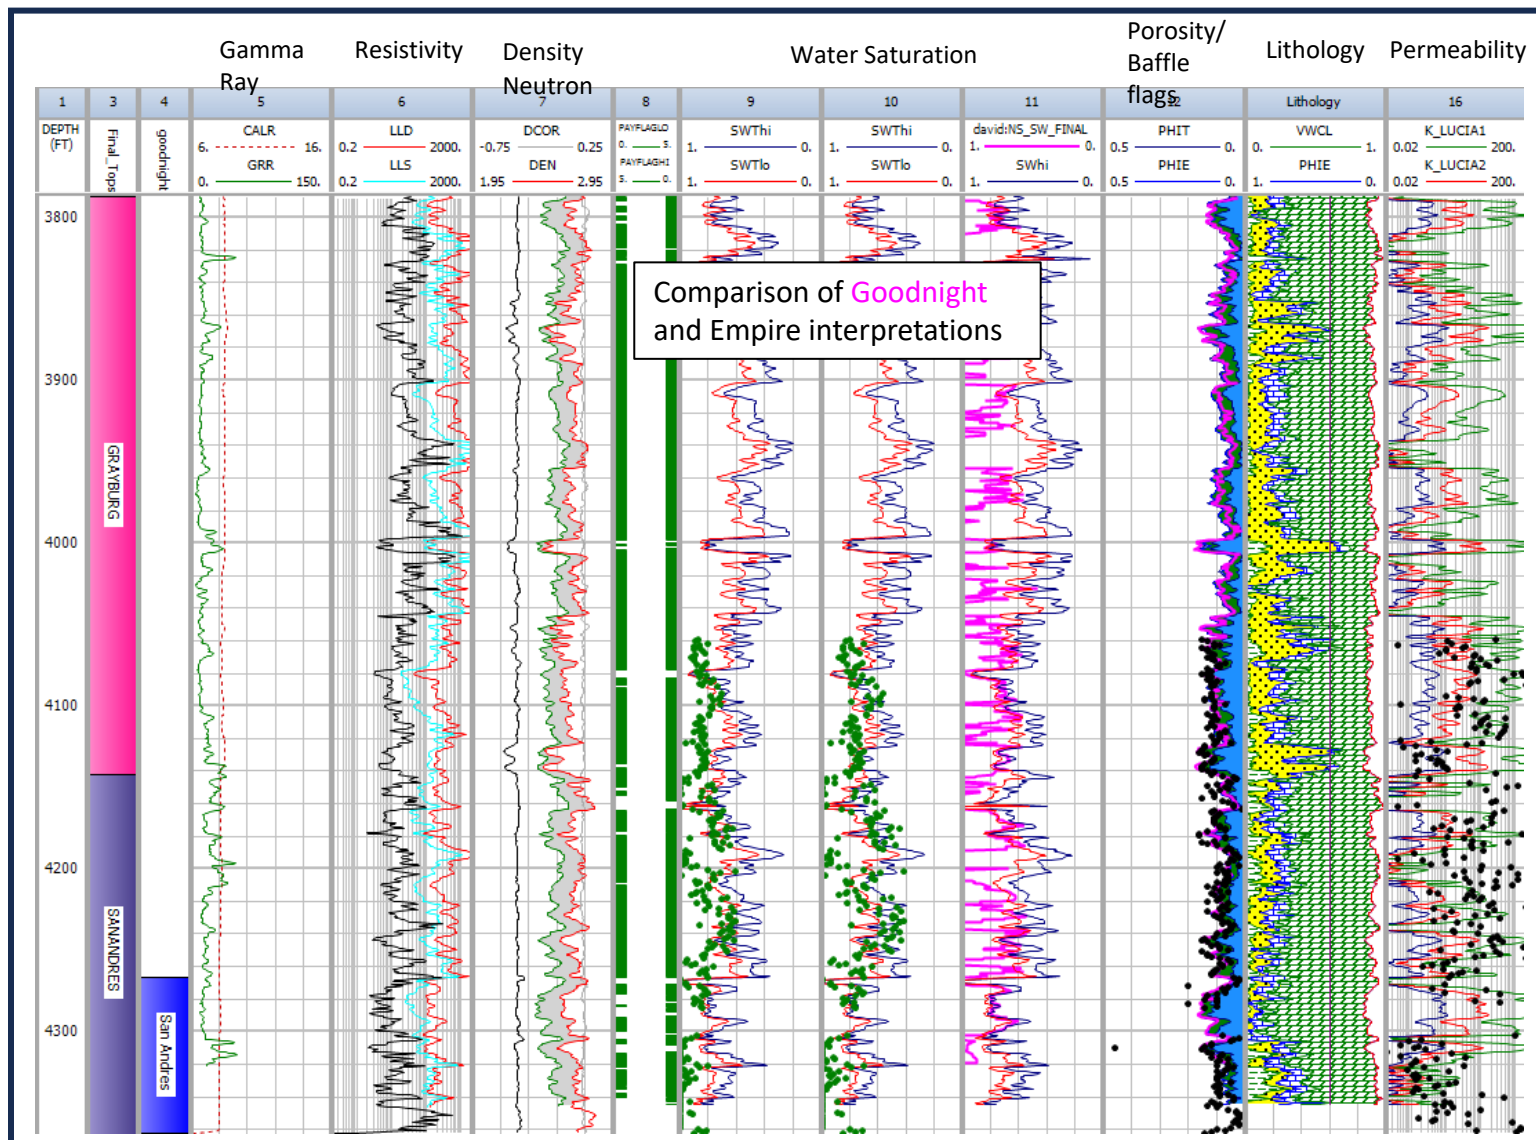 Gamma
Ray
Resistivity
Density
Neutron
Water Saturation
Porosity/
Baffle
flags
Lithology
Permeability
1 3 4 5 6 7 8 9 10 11 12 Lithology 16
DEPTH
(FT)
Final_Tops
goodnight
CALR
6. 16.
GRR
0. 150.
LLD
0.2 2000.
LLS
0.2 2000.
DCOR
-0.75 0.25
DEN
1.95 2.95
PAYFLAGLO
0. 5.
PAYFLAGHI
5. 0.
SWThi
1. 0.
SWTlo
1. 0.
SWThi
1. 0.
SWTlo
1. 0.
david:NS_SW_FINAL
1. 0.
SWhi
1. 0.
PHIT
0.5 0.
PHIE
0.5 0.
VWCL
0. 1.
PHIE
1. 0.
K_LUCIA1
0.02 200.
K_LUCIA2
0.02 200.
3800
Comparison of Goodnight
and Empire interpretations
3900
GRAYBURG
4000
4100
4200
SANANDRES
4300
San Andres